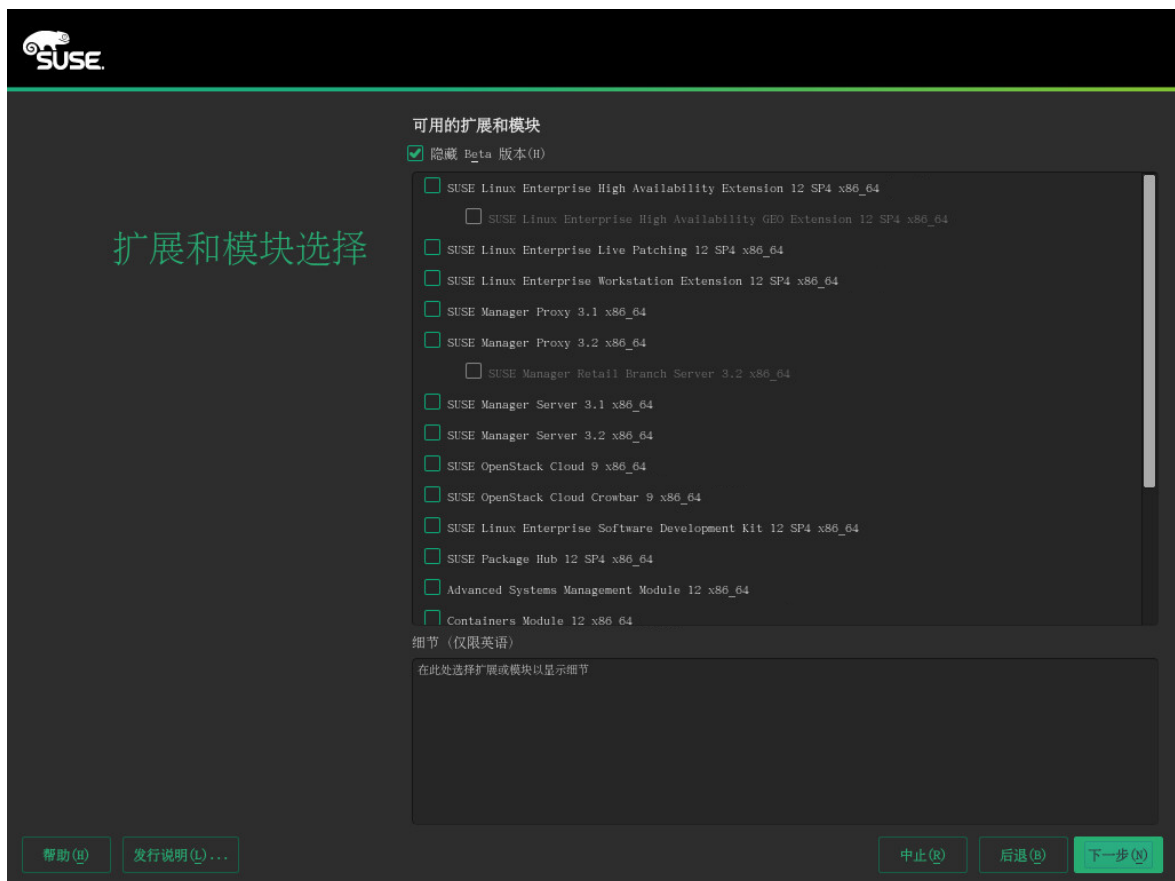 SUSE.
可用的扩展和模块
隐藏 Beta 版本(H)
扩展和模块选择
SUSE Linux Enterprise High Availability Extension 12 SP4 x86_64
SUSE Linux Enterprise High Availability GEO Extension 12 SP4 x86_64
SUSE Linux Enterprise Live Patching 12 SP4 x86_64
SUSE Linux Enterprise Workstation Extension 12 SP4 x86_64
SUSE Manager Proxy 3.1 x86_64
SUSE Manager Proxy 3.2 x86_64
SUSE Manager Retail Branch Server 3.2 x86_64
SUSE Manager Server 3.1 x86_64
SUSE Manager Server 3.2 x86_64
SUSE OpenStack Cloud 9 x86_64
SUSE OpenStack Cloud Crowbar 9 x86_64
SUSE Linux Enterprise Software Development Kit 12 SP4 x86_64
SUSE Package Hub 12 SP4 x86_64
Advanced Systems Management Module 12 x86_64
Containers Module 12 x86_64
细节（仅限英语）
在此处选择扩展或模块以显示细节
帮助(H) 发行说明(L)... 中止(R) 后退(B) 下一步(N)